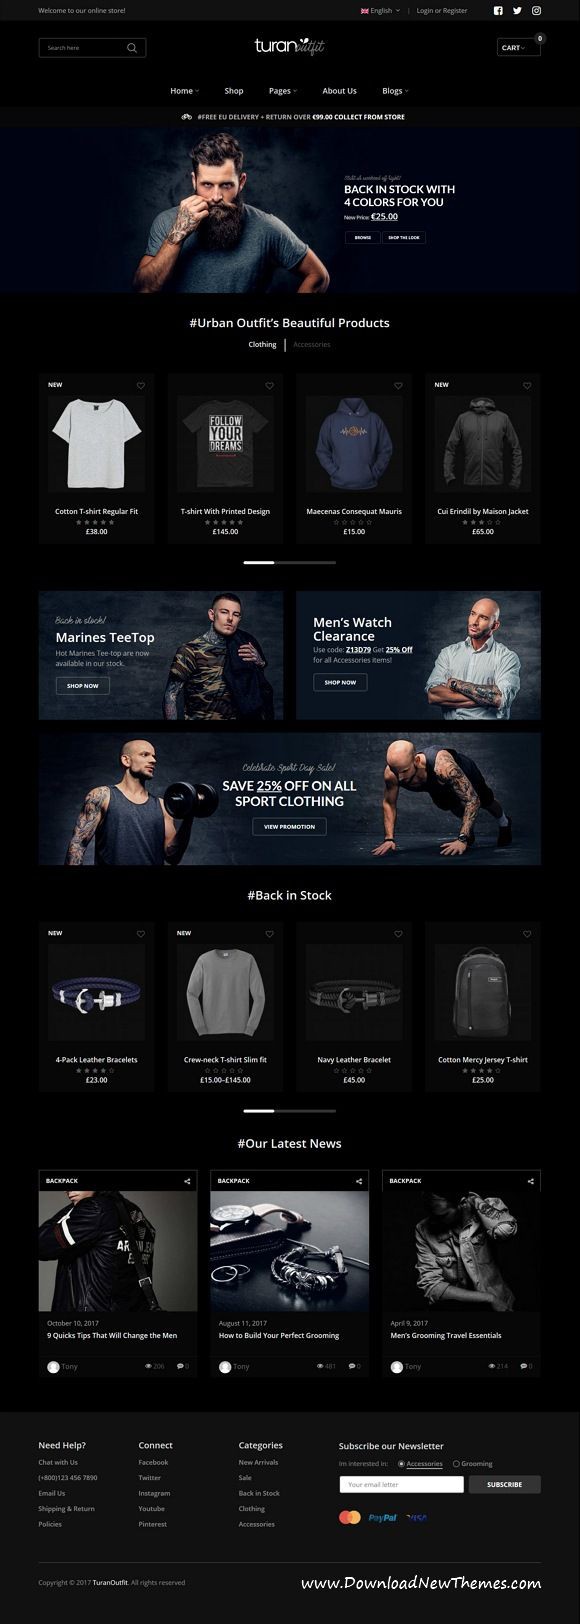 Welcome to our online store!
English
Login or Register
Search here
turan outfit
CART
0
Home
Shop
Pages
About Us
Blogs
#FREE EU DELIVERY + RETURN OVER €99.00 COLLECT FROM STORE
BACK IN STOCK WITH
4 COLORS FOR YOU
New Price: €25.00
BROWSE
SHOP THE LOOK
#Urban Outfit's Beautiful Products
Clothing
Accessories
NEW
NEW
FOLLOW
YOUR
DREAMS
Cotton T-shirt Regular Fit
T-shirt With Printed Design
Maecenas Consequat Mauris
Cui Erindil by Maison Jacket
£38.00
£145.00
£15.00
£65.00
Back in stock!
Marines TeeTop
Hot Marines Tee-top are now
available in our stock.
SHOP NOW
Men's Watch
Clearance
Use code: Z13D79 Get 25% Off
for all Accessories items!
SHOP NOW
Celebrate Sport Day Sale!
SAVE 25% OFF ON ALL
SPORT CLOTHING
VIEW PROMOTION
#Back in Stock
NEW
NEW
4-Pack Leather Bracelets
Crew-neck T-shirt Slim fit
Navy Leather Bracelet
Cotton Mercy Jersey T-shirt
£23.00
£15.00–£145.00
£45.00
£25.00
#Our Latest News
BACKPACK
BACKPACK
BACKPACK
October 10, 2017
9 Quicks Tips That Will Change the Men
Tony
206
0
August 11, 2017
How to Build Your Perfect Grooming
Tony
481
0
April 9, 2017
Men's Grooming Travel Essentials
Tony
214
0
Need Help?
Chat with Us
(+800)123 456 7890
Email Us
Shipping & Return
Policies
Connect
Facebook
Twitter
Instagram
Youtube
Pinterest
Categories
New Arrivals
Sale
Back in Stock
Clothing
Accessories
Subscribe our Newsletter
Im interested in:
Accessories
Grooming
Your email letter
SUBSCRIBE
PayPal
VISA
Copyright © 2017 TuranOutfit. All rights reserved
www.DownloadNewThemes.com